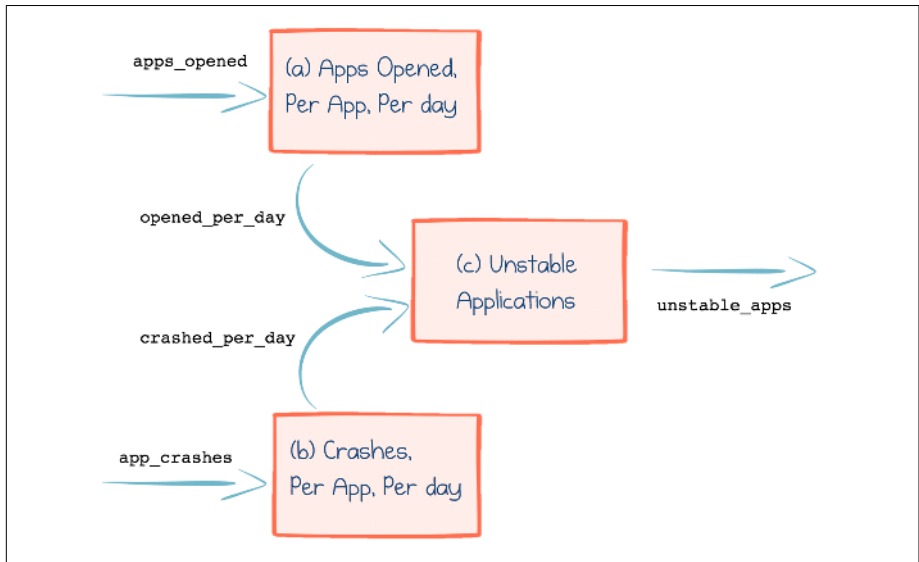 apps_opened
(a) Apps Opened,
Per App, Per day
opened_per_day
(c) Unstable
Applications
unstable_apps
crashed_per_day
app_crashes
(b) Crashes,
Per App, Per day